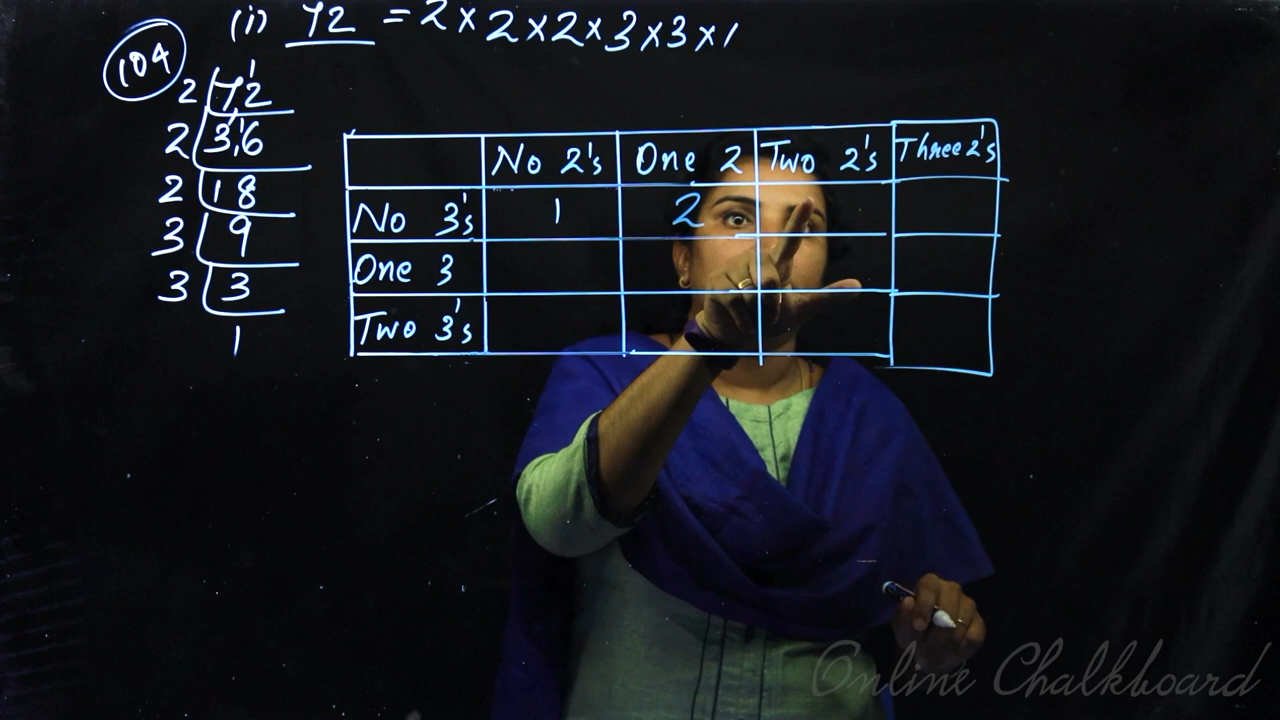 (i) 72 = 2 × 2 × 2 × 3 × 3 × 1
104
2 72
2 36
2 18
3 9
3 3
1
No 2's One 2 Two 2's Three 2's
No 3's 1 2
One 3
Two 3's
Online Chalkboard